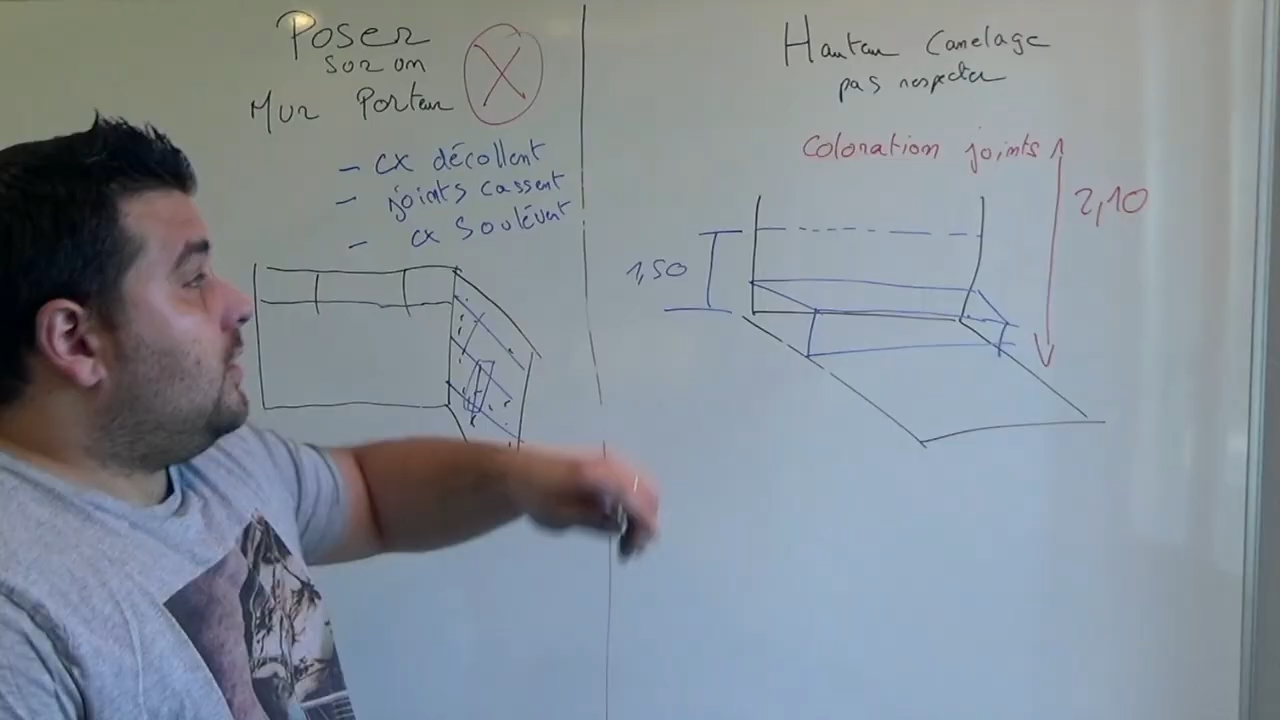 Poser
sur un
Mur Porteur
- cx décollent
- joints cassent
- cx soulèvent
Hauteur Carrelage
pas respecter
Coloration joints
2,10
1,50